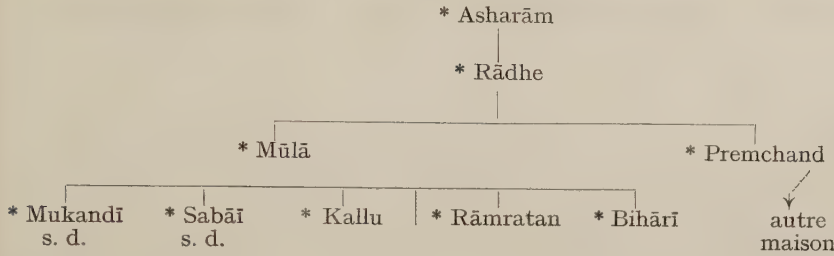 * Asharām
* Rādhe
* Mūlā
* Premchand
* Mukandī * Sabāī * Kallu * Rāmratan * Bihārī autre
s. d. s. d. maison